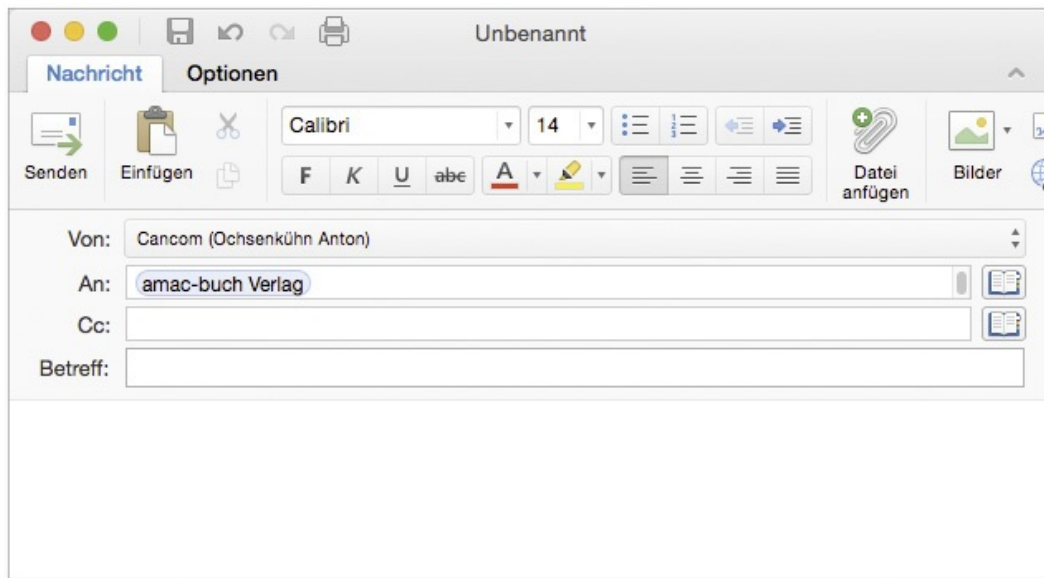 Unbenannt
Nachricht Optionen
Calibri 14
Senden Einfügen Datei anfügen Bilder
F K U abc A
Von: Cancom (Ochsenkühn Anton)
An: amac-buch Verlag
Cc:
Betreff: